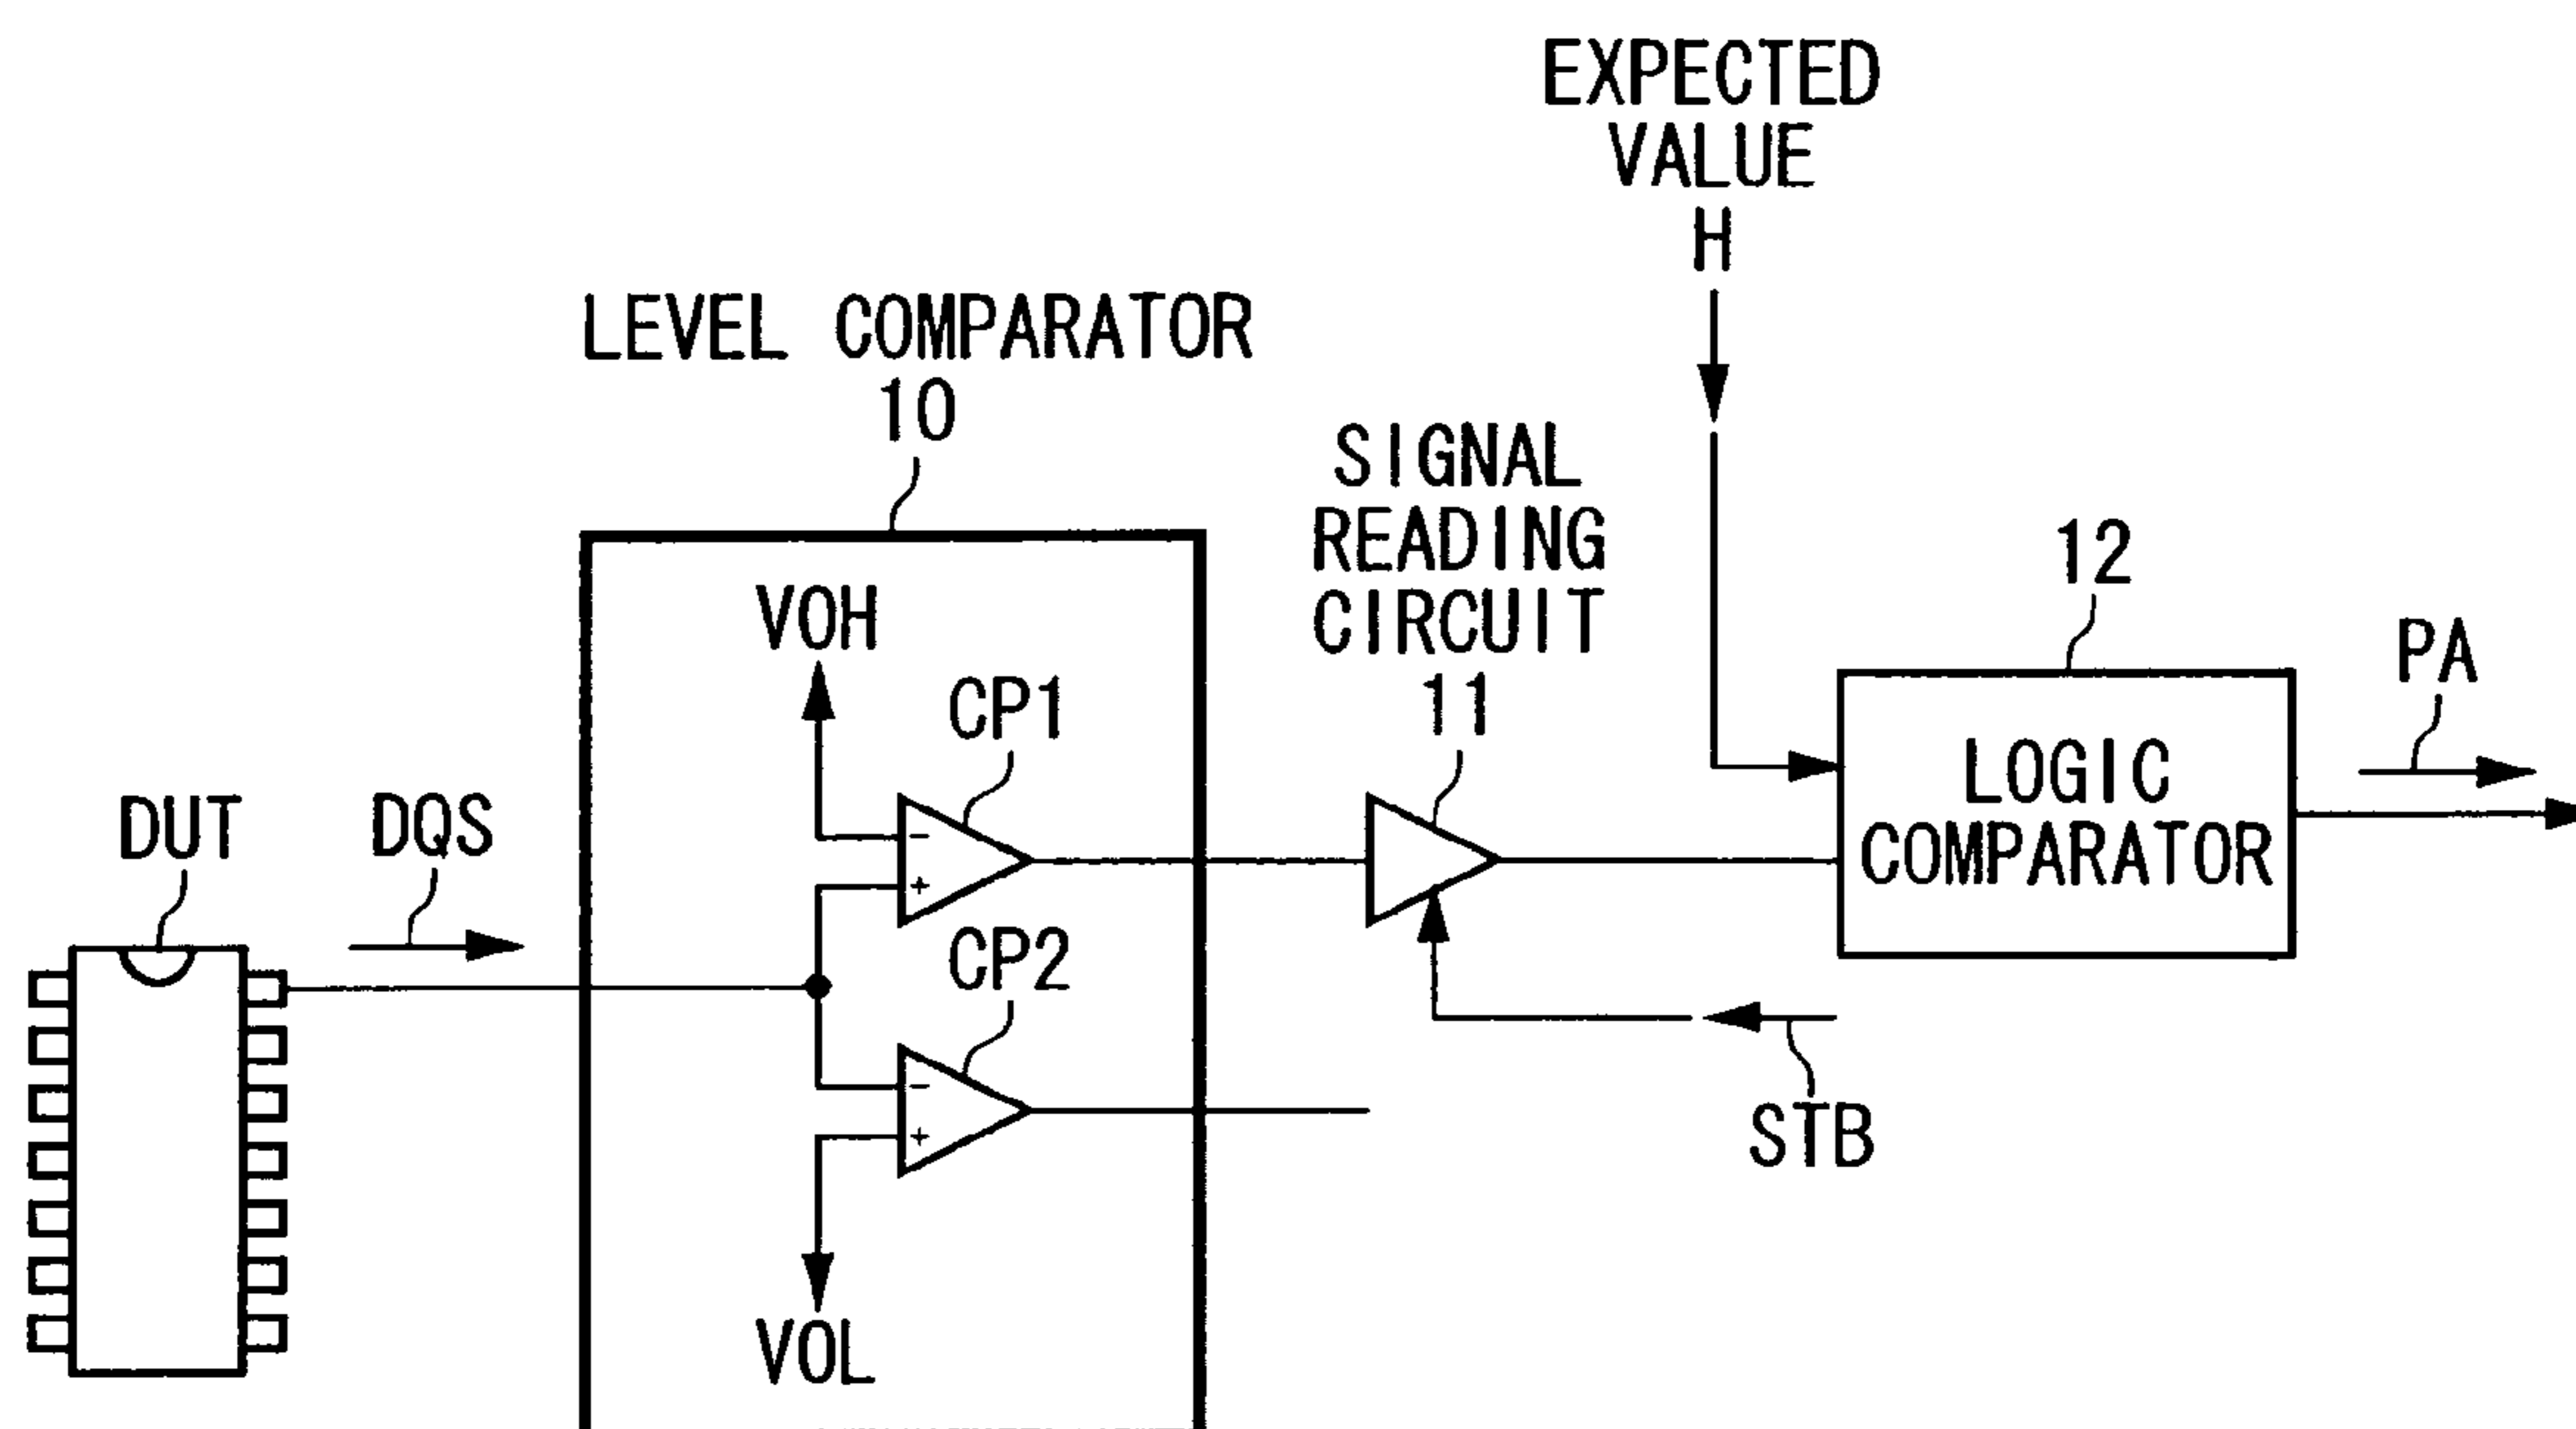 EXPECTED
VALUE
H
LEVEL COMPARATOR
10
SIGNAL
READING
CIRCUIT
11
12
PA
VOH
CP1
LOGIC
COMPARATOR
DUT
DQS
-
+
CP2
-
+
STB
VOL